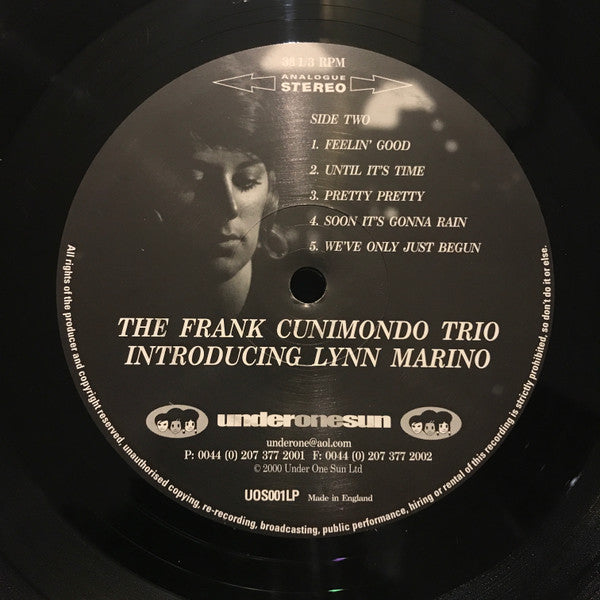 33 1/3 RPM
ANALOGUE
STEREO
SIDE TWO
1. FEELIN' GOOD
2. UNTIL IT'S TIME
3. PRETTY PRETTY
4. SOON IT'S GONNA RAIN
5. WE'VE ONLY JUST BEGUN
THE FRANK CUNIMONDO TRIO
INTRODUCING LYNN MARINO
underonesun
underone@aol.com
P: 0044 (0) 207 377 2001 F: 0044 (0) 207 377 2002
© 2000 Under One Sun Ltd
UOS001LP Made in England
All rights of the producer and copyright reserved, unauthorised copying, re-recording, broadcasting, public performance, hiring or rental of this recording is strictly prohibited, so don't do it or else.